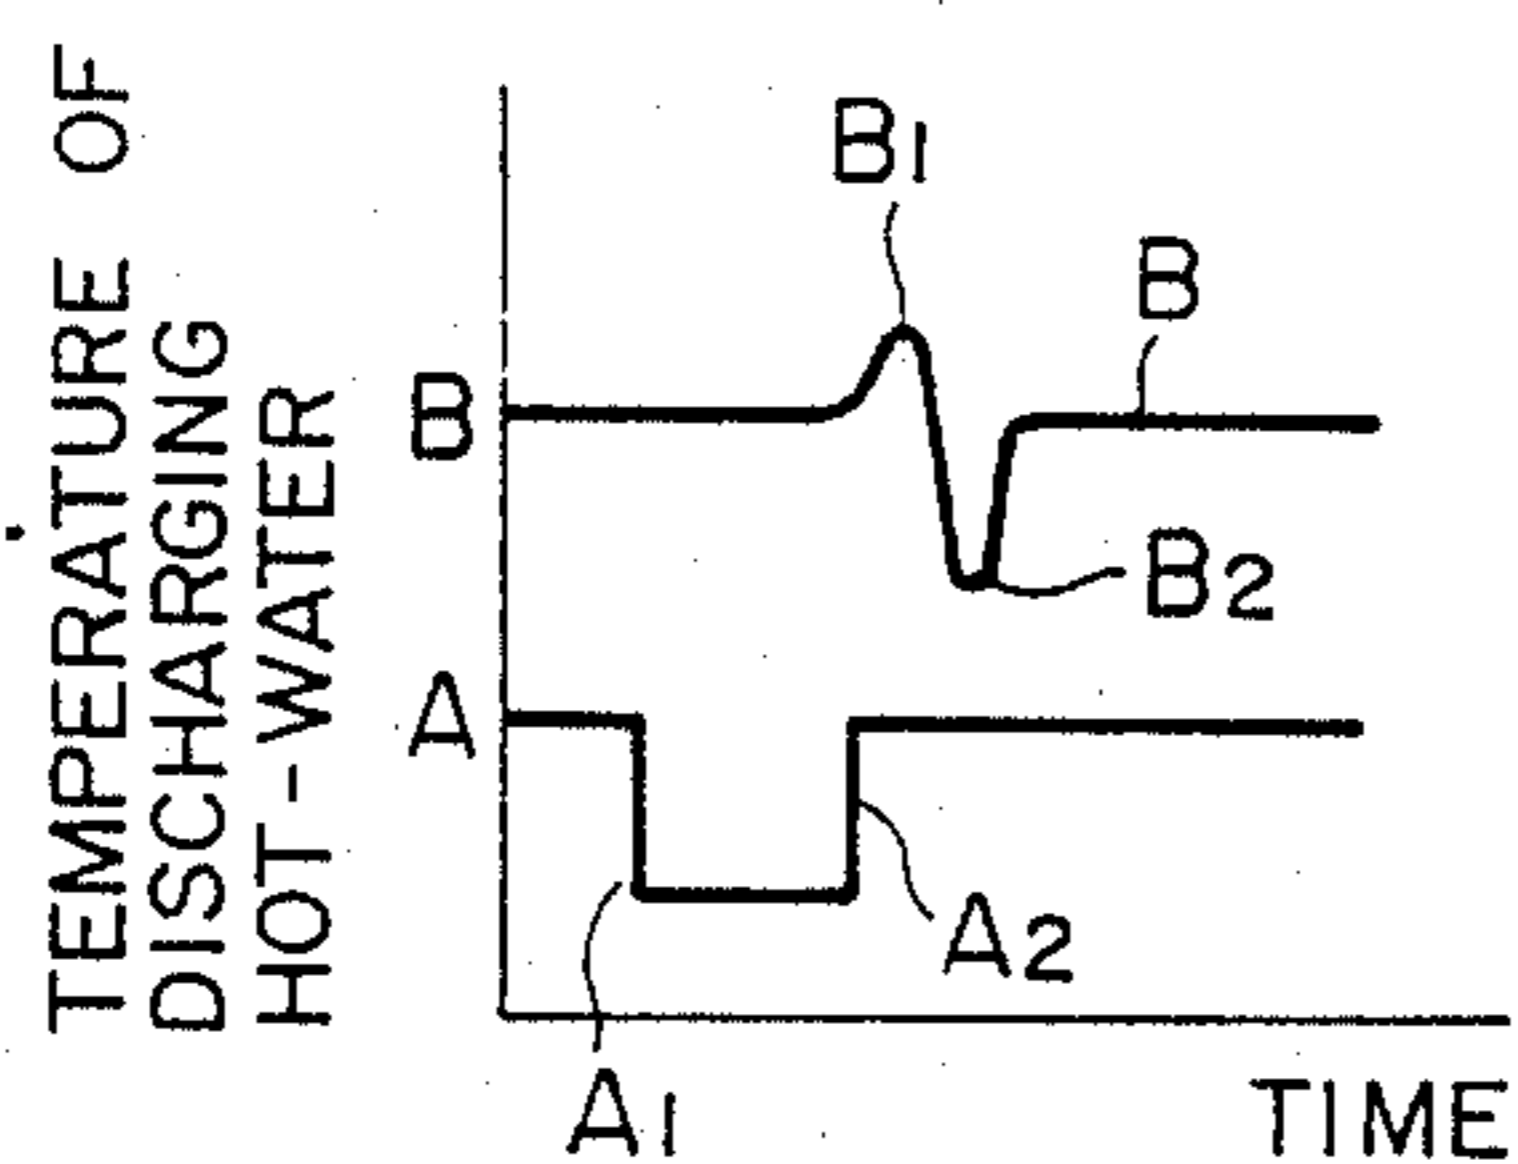 TEMPERATURE OF
DISCHARGING
HOT-WATER
B1
B
B
B2
A
A2
A1
TIME